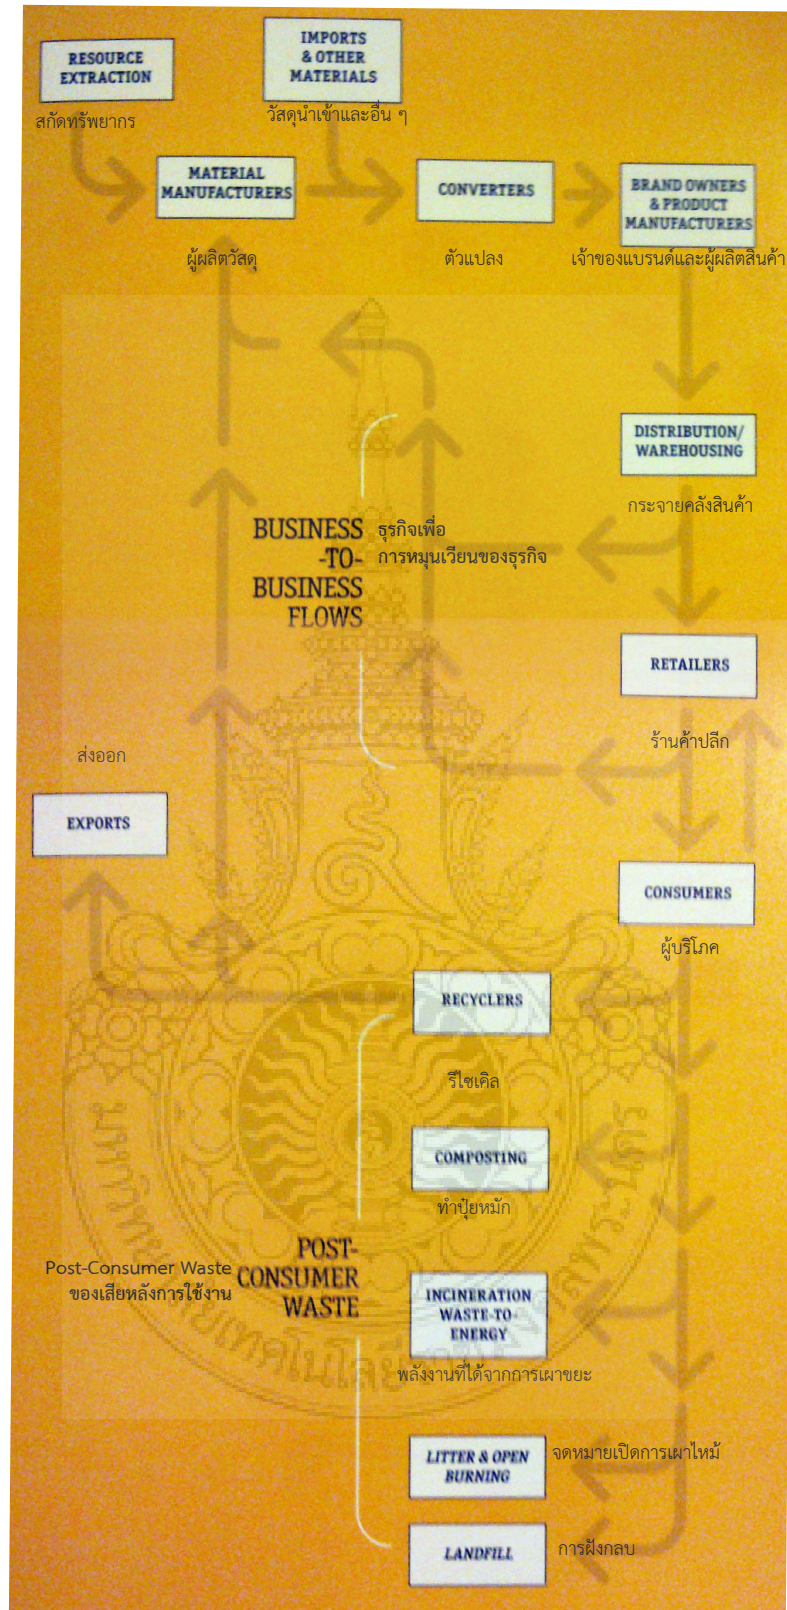 RESOURCE
EXTRACTION
สกัดทรัพยากร
IMPORTS
& OTHER
MATERIALS
วัสดุนำเข้าและอื่น ๆ
MATERIAL
MANUFACTURERS
ผู้ผลิตวัสดุ
CONVERTERS
ตัวแปลง
BRAND OWNERS
& PRODUCT
MANUFACTURERS
เจ้าของแบรนด์และผู้ผลิตสินค้า
DISTRIBUTION/
WAREHOUSING
กระจายคลังสินค้า
BUSINESS
-TO-
BUSINESS
FLOWS
ธุรกิจเพื่อ
การหมุนเวียนของธุรกิจ
RETAILERS
ร้านค้าปลีก
ส่งออก
EXPORTS
CONSUMERS
ผู้บริโภค
RECYCLERS
รีไซเคิล
COMPOSTING
ทำปุ๋ยหมัก
Post-Consumer Waste
ของเสียหลังการใช้งาน
POST-
CONSUMER
WASTE
INCINERATION
WASTE-TO-
ENERGY
พลังงานที่ได้จากการเผาขยะ
LITTER & OPEN
BURNING
จดหมายเปิดการเผาไหม้
LANDFILL
การฝังกลบ